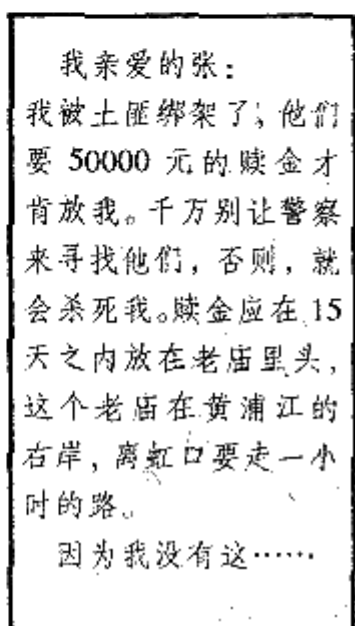 我亲爱的张：
我被土匪绑架了，他们
要 50000 元的赎金才
肯放我。千万别让警察
来寻找他们，否则，就
会杀死我。赎金应在 15
天之内放在老庙里头，
这个老庙在黄浦江的
右岸，离虹口要走一小
时的路。
因为我没有这……